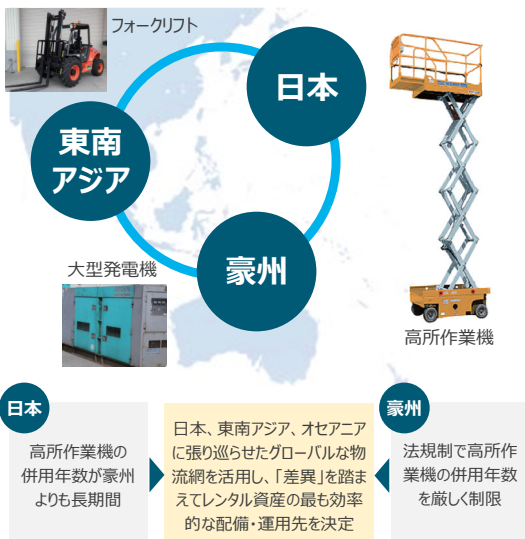 フォークリフト
日本
東南
アジア
豪州
大型発電機
高所作業機
日本
高所作業機の
併用年数が豪州
よりも長期間
日本、東南アジア、オセアニア
に張り巡らせたグローバルな物
流網を活用し、「差異」を踏ま
えてレンタル資産の最も効率
的な配備・運用先を決定
豪州
法規制で高所作
業機の併用年数
を厳しく制限